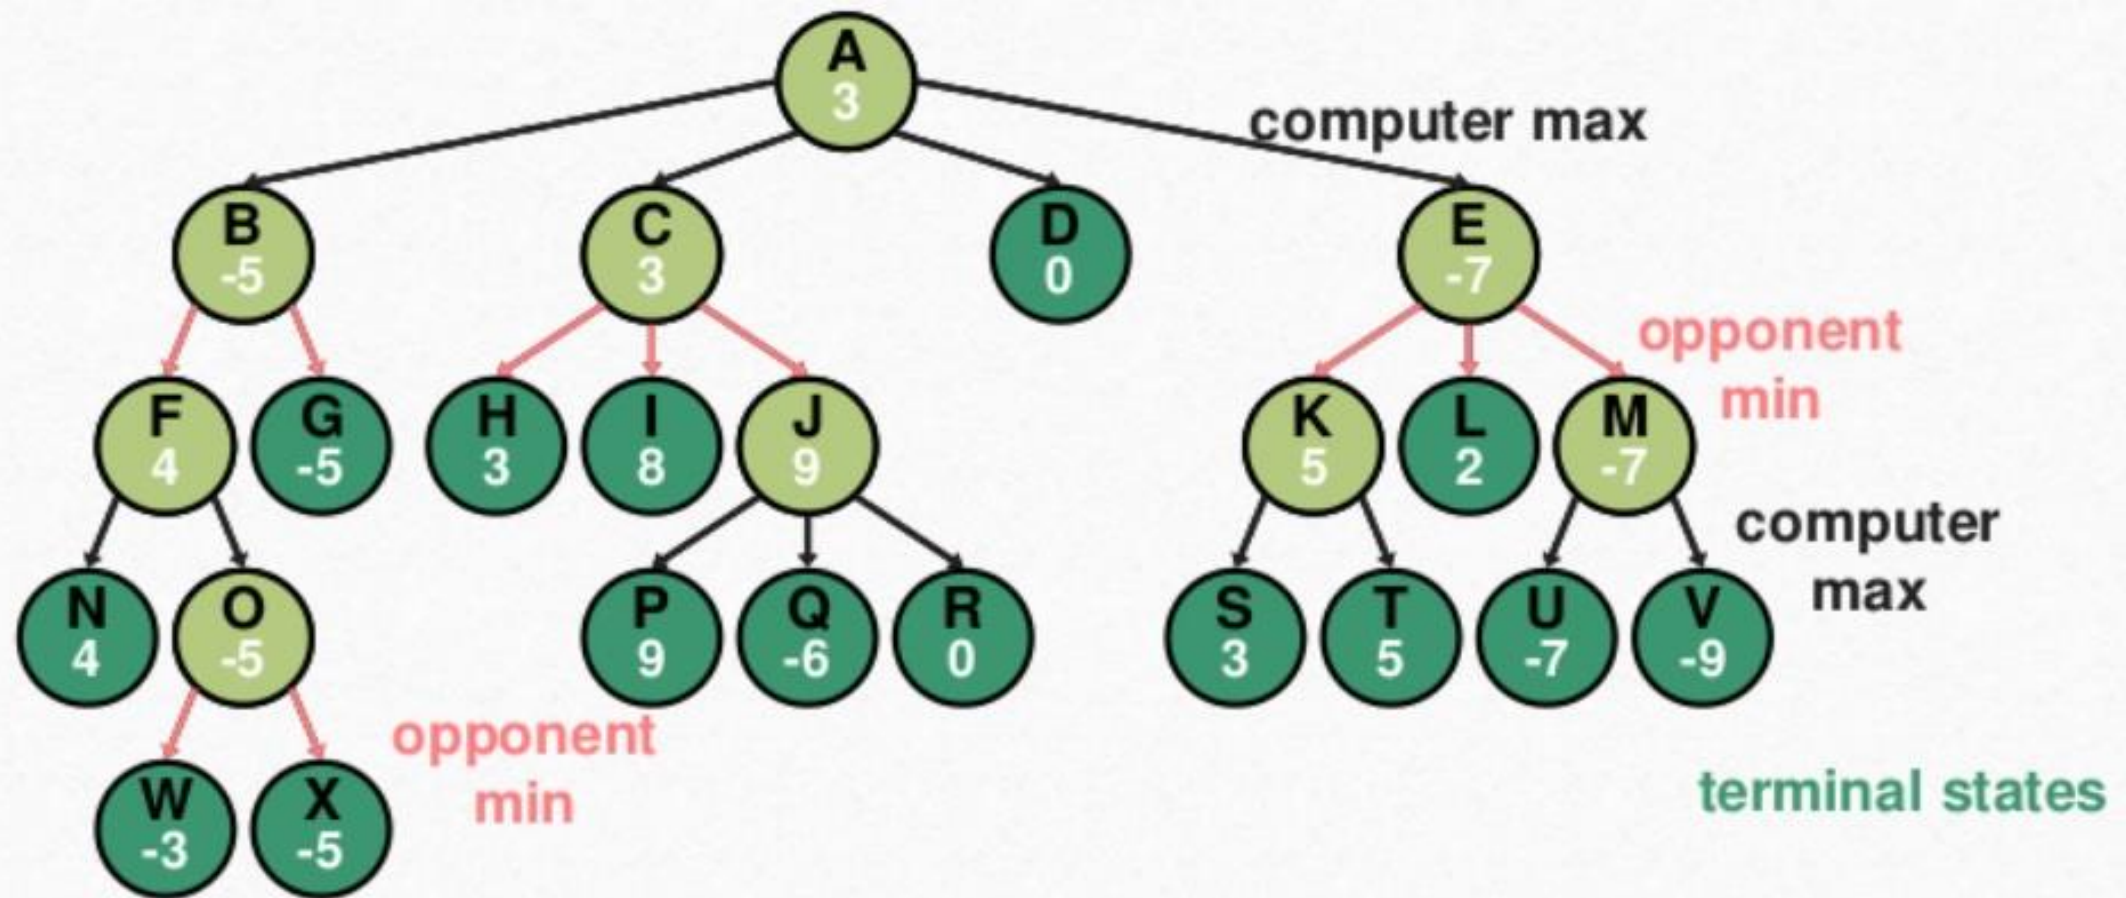 A
3
computer max
B
-5
C
3
D
0
E
-7
opponent
min
F
4
G
-5
H
3
I
8
J
9
K
5
L
2
M
-7
computer
max
N
4
O
-5
P
9
Q
-6
R
0
S
3
T
5
U
-7
V
-9
opponent
min
W
-3
X
-5
terminal states